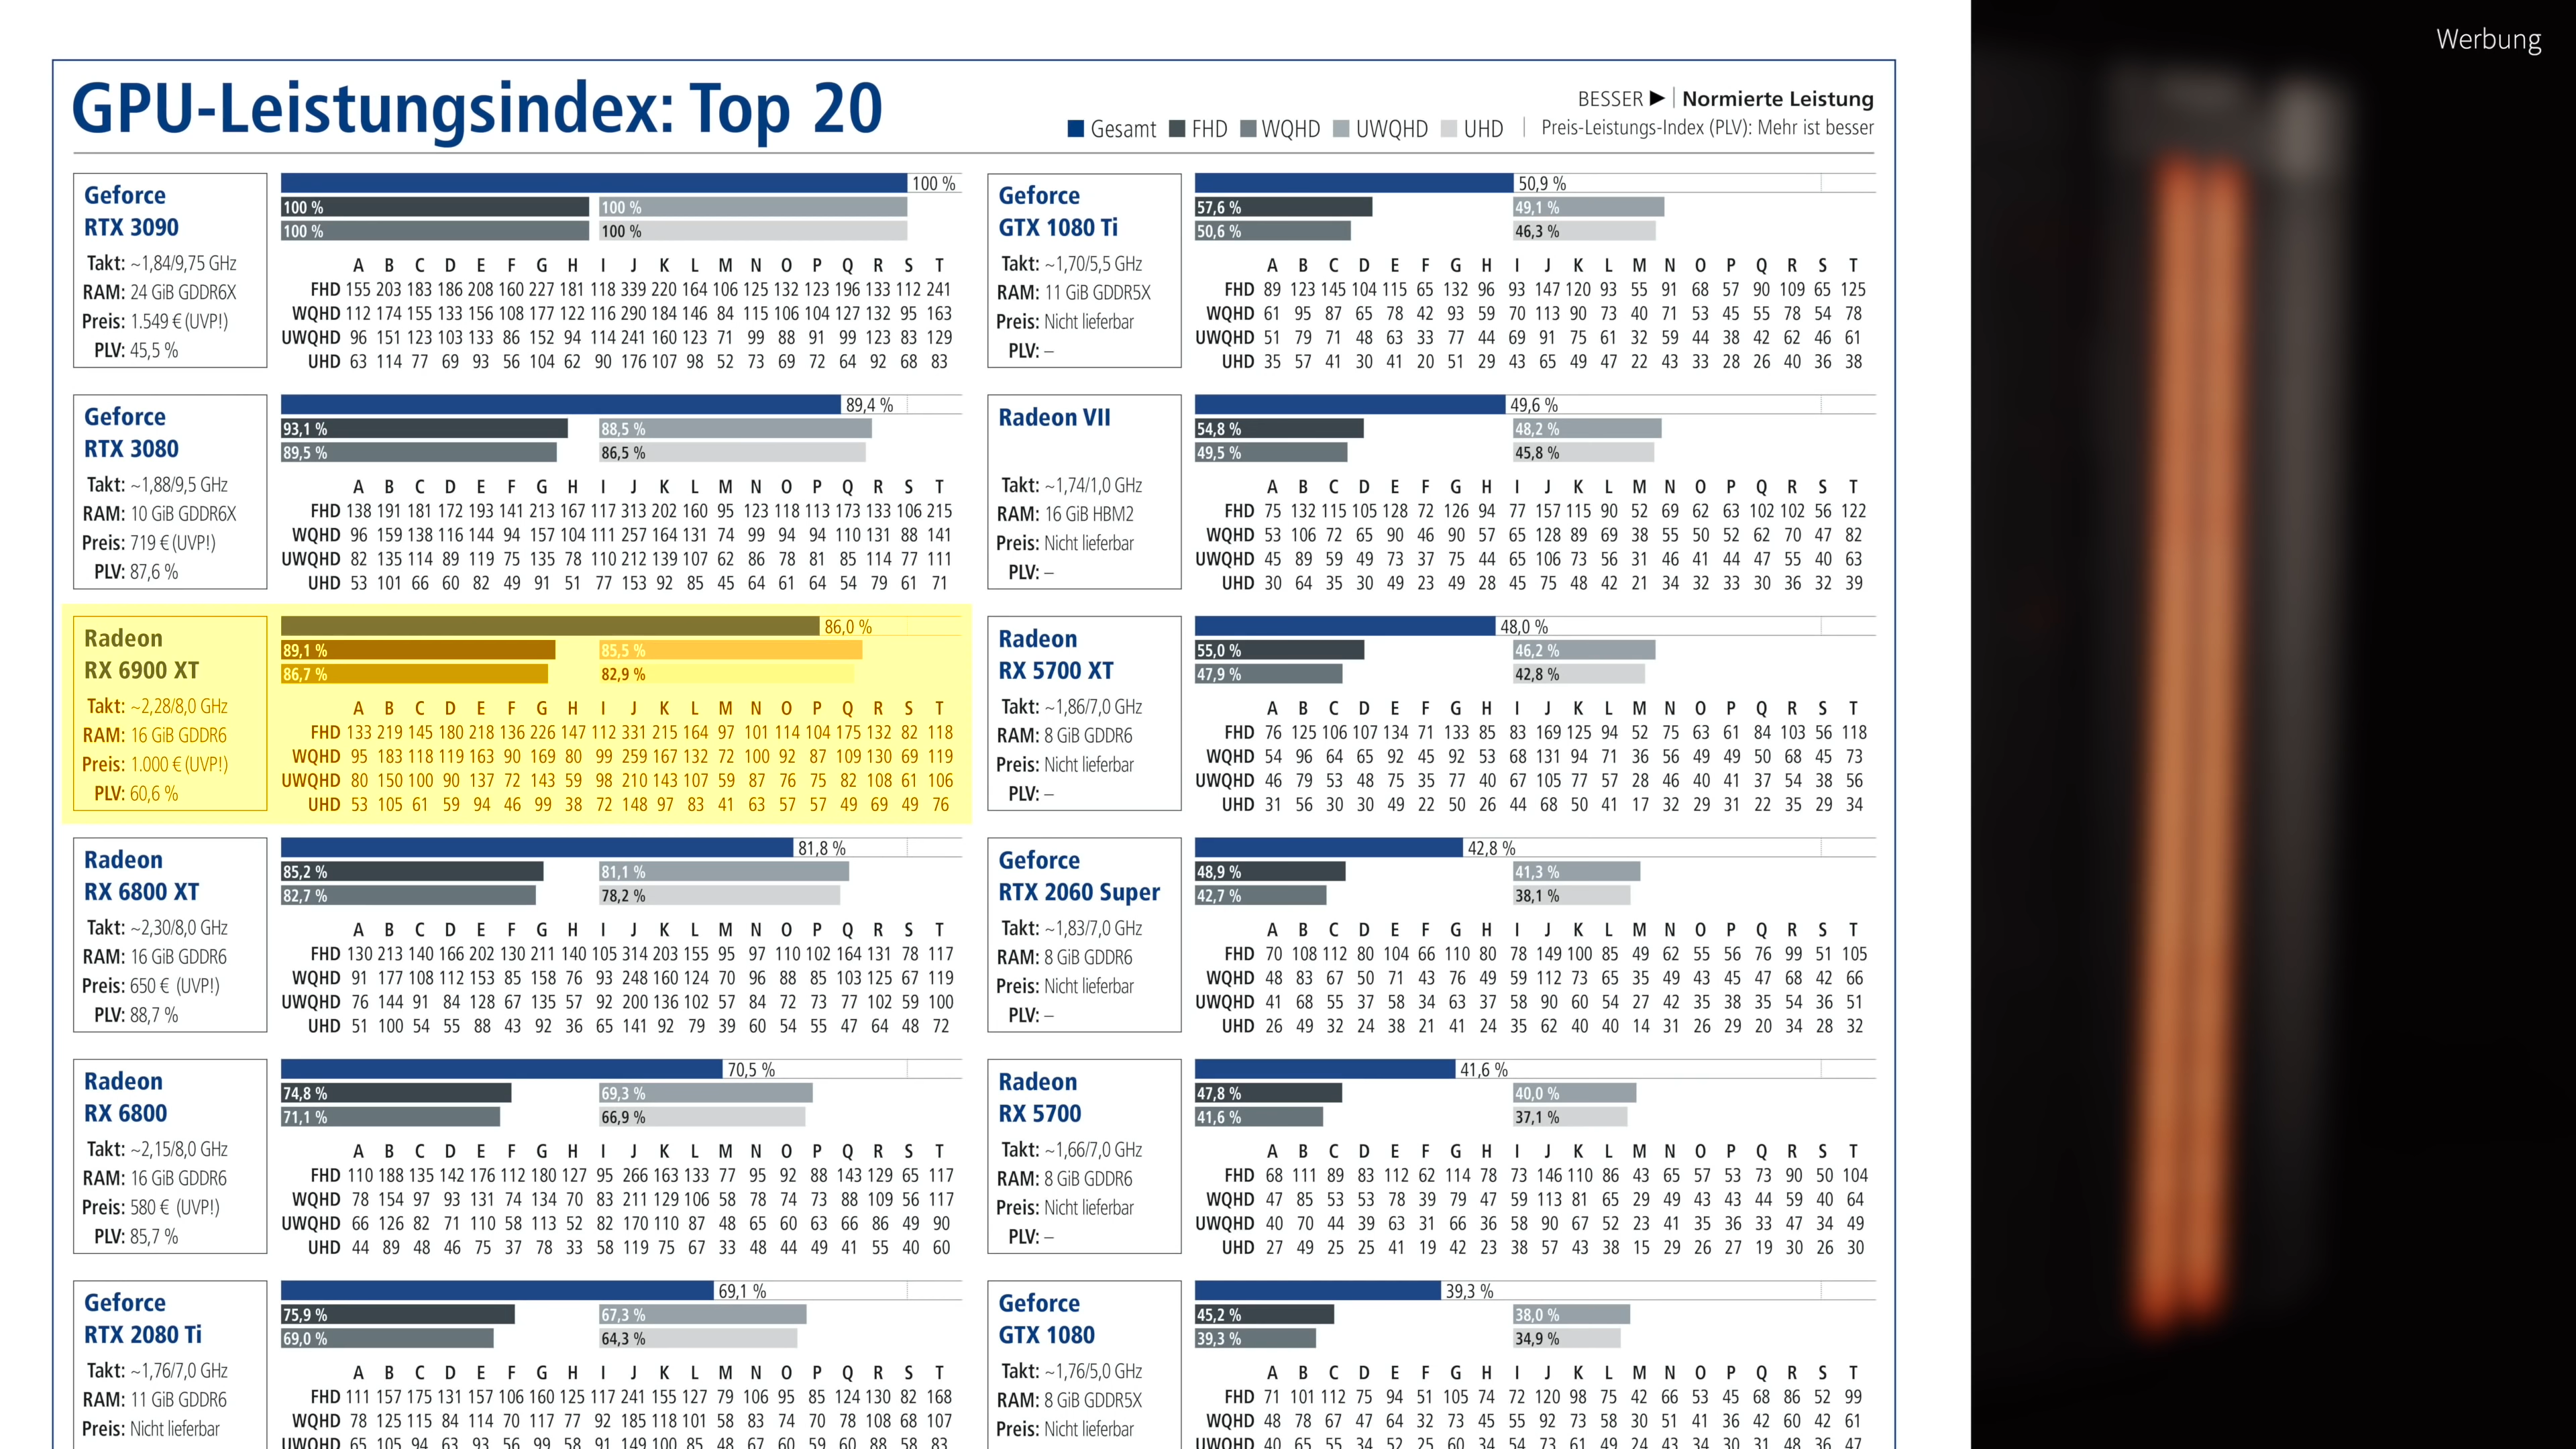 Werbung
GPU-Leistungsindex: Top 20
BESSER ► | Normierte Leistung
Gesamt FHD WQHD UWQHD UHD | Preis-Leistungs-Index (PLV): Mehr ist besser
Geforce
RTX 3090
Takt: ~1,84/9,75 GHz
RAM: 24 GiB GDDR6X
Preis: 1.549 € (UVP!)
PLV: 45,5 %
100 %
100 % 100 %
100 % 100 %
A B C D E F G H I J K L M N O P Q R S T
FHD 155 203 183 186 208 160 227 181 118 339 220 164 106 125 132 123 196 133 112 241
WQHD 112 174 155 133 156 108 177 122 116 290 184 146 84 115 106 104 127 132 95 163
UWQHD 96 151 123 103 133 86 152 94 114 241 160 123 71 99 88 91 99 123 83 129
UHD 63 114 77 69 93 56 104 62 90 176 107 98 52 73 69 72 64 92 68 83
Geforce
RTX 3080
Takt: ~1,88/9,5 GHz
RAM: 10 GiB GDDR6X
Preis: 719 € (UVP!)
PLV: 87,6 %
89,4 %
93,1 % 88,5 %
89,5 % 86,5 %
A B C D E F G H I J K L M N O P Q R S T
FHD 138 191 181 172 193 141 213 167 117 313 202 160 95 123 118 113 173 133 106 215
WQHD 96 159 138 116 144 94 157 104 111 257 164 131 74 99 94 94 110 131 88 141
UWQHD 82 135 114 89 119 75 135 78 110 212 139 107 62 86 78 81 85 114 77 111
UHD 53 101 66 60 82 49 91 51 77 153 92 85 45 64 61 64 54 79 61 71
Radeon
RX 6900 XT
Takt: ~2,28/8,0 GHz
RAM: 16 GiB GDDR6
Preis: 1.000 € (UVP!)
PLV: 60,6 %
86,0 %
89,1 % 85,5 %
86,7 % 82,9 %
A B C D E F G H I J K L M N O P Q R S T
FHD 133 219 145 180 218 136 226 147 112 331 215 164 97 101 114 104 175 132 82 118
WQHD 95 183 118 119 163 90 169 80 99 259 167 132 72 100 92 87 109 130 69 119
UWQHD 80 150 100 90 137 72 143 59 98 210 143 107 59 87 76 75 82 108 61 106
UHD 53 105 61 59 94 46 99 38 72 148 97 83 41 63 57 57 49 69 49 76
Radeon
RX 6800 XT
Takt: ~2,30/8,0 GHz
RAM: 16 GiB GDDR6
Preis: 650 € (UVP!)
PLV: 88,7 %
81,8 %
85,2 % 81,1 %
82,7 % 78,2 %
A B C D E F G H I J K L M N O P Q R S T
FHD 130 213 140 166 202 130 211 140 105 314 203 155 95 97 110 102 164 131 78 117
WQHD 91 177 108 112 153 85 158 76 93 248 160 124 70 96 88 85 103 125 67 119
UWQHD 76 144 91 84 128 67 135 57 92 200 136 102 57 84 72 73 77 102 59 100
UHD 51 100 54 55 88 43 92 36 65 141 92 79 39 60 54 55 47 64 48 72
Radeon
RX 6800
Takt: ~2,15/8,0 GHz
RAM: 16 GiB GDDR6
Preis: 580 € (UVP!)
PLV: 85,7 %
70,5 %
74,8 % 69,3 %
71,1 % 66,9 %
A B C D E F G H I J K L M N O P Q R S T
FHD 110 188 135 142 176 112 180 127 95 266 163 133 77 95 92 88 143 129 65 117
WQHD 78 154 97 93 131 74 134 70 83 211 129 106 58 78 74 73 88 109 56 117
UWQHD 66 126 82 71 110 58 113 52 82 170 110 87 48 65 60 63 66 86 49 90
UHD 44 89 48 46 75 37 78 33 58 119 75 67 33 48 44 49 41 55 40 60
Geforce
RTX 2080 Ti
Takt: ~1,76/7,0 GHz
RAM: 11 GiB GDDR6
Preis: Nicht lieferbar
69,1 %
75,9 % 67,3 %
69,0 % 64,3 %
A B C D E F G H I J K L M N O P Q R S T
FHD 111 157 175 131 157 106 160 125 117 241 155 127 79 106 95 85 124 130 82 168
WQHD 78 125 115 84 114 70 117 77 92 185 118 101 58 83 74 70 78 108 68 107
UWQHD 65 105 94 63 93 56 99 58 91 149 100 85 48 67 60 59 60 88 58 83
Geforce
GTX 1080 Ti
Takt: ~1,70/5,5 GHz
RAM: 11 GiB GDDR5X
Preis: Nicht lieferbar
PLV: –
50,9 %
57,6 % 49,1 %
50,6 % 46,3 %
A B C D E F G H I J K L M N O P Q R S T
FHD 89 123 145 104 115 65 132 96 93 147 120 93 55 91 68 57 90 109 65 125
WQHD 61 95 87 65 78 42 93 59 70 113 90 73 40 71 53 45 55 78 54 78
UWQHD 51 79 71 48 63 33 77 44 69 91 75 61 32 59 44 38 42 62 46 61
UHD 35 57 41 30 41 20 51 29 43 65 49 47 22 43 33 28 26 40 36 38
Radeon VII
Takt: ~1,74/1,0 GHz
RAM: 16 GiB HBM2
Preis: Nicht lieferbar
PLV: –
49,6 %
54,8 % 48,2 %
49,5 % 45,8 %
A B C D E F G H I J K L M N O P Q R S T
FHD 75 132 115 105 128 72 126 94 77 157 115 90 52 69 62 63 102 102 56 122
WQHD 53 106 72 65 90 46 90 57 65 128 89 69 38 55 50 52 62 70 47 82
UWQHD 45 89 59 49 73 37 75 44 65 106 73 56 31 46 41 44 47 55 40 63
UHD 30 64 35 30 49 23 49 28 45 75 48 42 21 34 32 33 30 36 32 39
Radeon
RX 5700 XT
Takt: ~1,86/7,0 GHz
RAM: 8 GiB GDDR6
Preis: Nicht lieferbar
PLV: –
48,0 %
55,0 % 46,2 %
47,9 % 42,8 %
A B C D E F G H I J K L M N O P Q R S T
FHD 76 125 106 107 134 71 133 85 83 169 125 94 52 75 63 61 84 103 56 118
WQHD 54 96 64 65 92 45 92 53 68 131 94 71 36 56 49 49 50 68 45 73
UWQHD 46 79 53 48 75 35 77 40 67 105 77 57 28 46 40 41 37 54 38 56
UHD 31 56 30 30 49 22 50 26 44 68 50 41 17 32 29 31 22 35 29 34
Geforce
RTX 2060 Super
Takt: ~1,83/7,0 GHz
RAM: 8 GiB GDDR6
Preis: Nicht lieferbar
PLV: –
42,8 %
48,9 % 41,3 %
42,7 % 38,1 %
A B C D E F G H I J K L M N O P Q R S T
FHD 70 108 112 80 104 66 110 80 78 149 100 85 49 62 55 56 76 99 51 105
WQHD 48 83 67 50 71 43 76 49 59 112 73 65 35 49 43 45 47 68 42 66
UWQHD 41 68 55 37 58 34 63 37 58 90 60 54 27 42 35 38 35 54 36 51
UHD 26 49 32 24 38 21 41 24 35 62 40 40 14 31 26 29 20 34 28 32
Radeon
RX 5700
Takt: ~1,66/7,0 GHz
RAM: 8 GiB GDDR6
Preis: Nicht lieferbar
PLV: –
41,6 %
47,8 % 40,0 %
41,6 % 37,1 %
A B C D E F G H I J K L M N O P Q R S T
FHD 68 111 89 83 112 62 114 78 73 146 110 86 43 65 57 53 73 90 50 104
WQHD 47 85 53 53 78 39 79 47 59 113 81 65 29 49 43 43 44 59 40 64
UWQHD 40 70 44 39 63 31 66 36 58 90 67 52 23 41 35 36 33 47 34 49
UHD 27 49 25 25 41 19 42 23 38 57 43 38 15 29 26 27 19 30 26 30
Geforce
GTX 1080
Takt: ~1,76/5,0 GHz
RAM: 8 GiB GDDR5X
Preis: Nicht lieferbar
39,3 %
45,2 % 38,0 %
39,3 % 34,9 %
A B C D E F G H I J K L M N O P Q R S T
FHD 71 101 112 75 94 51 105 74 72 120 98 75 42 66 53 45 68 86 52 99
WQHD 48 78 67 47 64 32 73 45 55 92 73 58 30 51 41 36 42 60 42 61
UWQHD 40 65 55 34 52 25 60 34 54 73 61 49 24 43 34 30 31 48 36 47